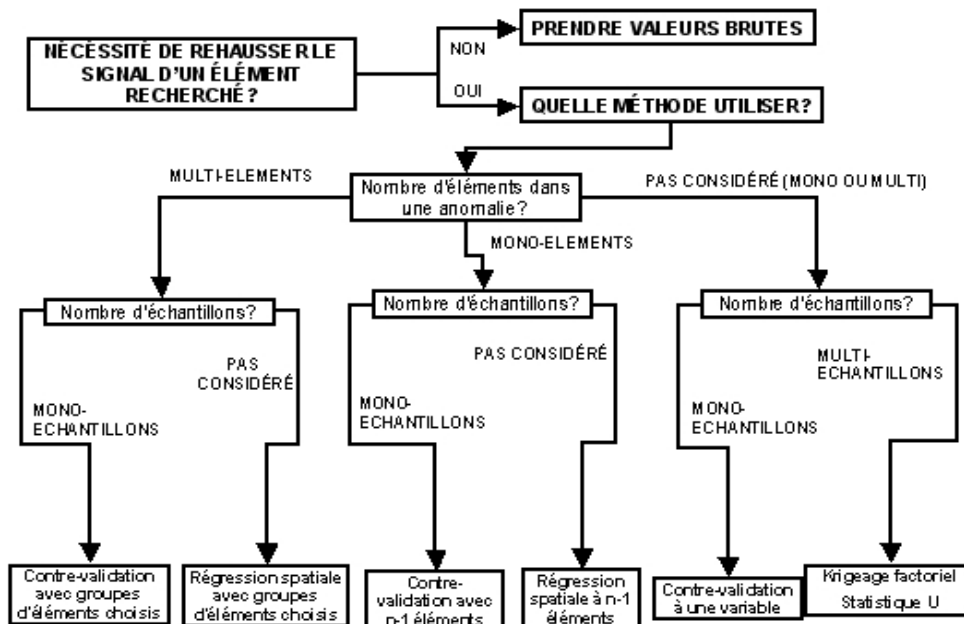 NÉCÉSSITÉ DE REHAUSSER LE
SIGNAL D'UN ÉLÉMENT
RECHERCHÉ?
NON
PRENDRE VALEURS BRUTES
OUI
QUELLE MÉTHODE UTILISER?
MULTI-ELEMENTS
Nombre d'éléments dans
une anomalie?
PAS CONSIDÉRÉ (MONO OU MULTI)
MONO-ELEMENTS
Nombre d'échantillons?
Nombre d'échantillons?
Nombre d'échantillons?
PAS
CONSIDÉRÉ
MONO-
ECHANTILLONS
PAS CONSIDÉRÉ
MONO-
ECHANTILLONS
MULTI-
ECHANTILLONS
MONO-
ECHANTILLONS
Contre-validation
avec groupes
d'éléments choisis
Régression spatiale
avec groupes
d'éléments choisis
Contre-
validation avec
n-1 éléments
Régression
spatiale à n-1
éléments
Contre-validation
à une variable
Krigeage factoriel
Statistique U